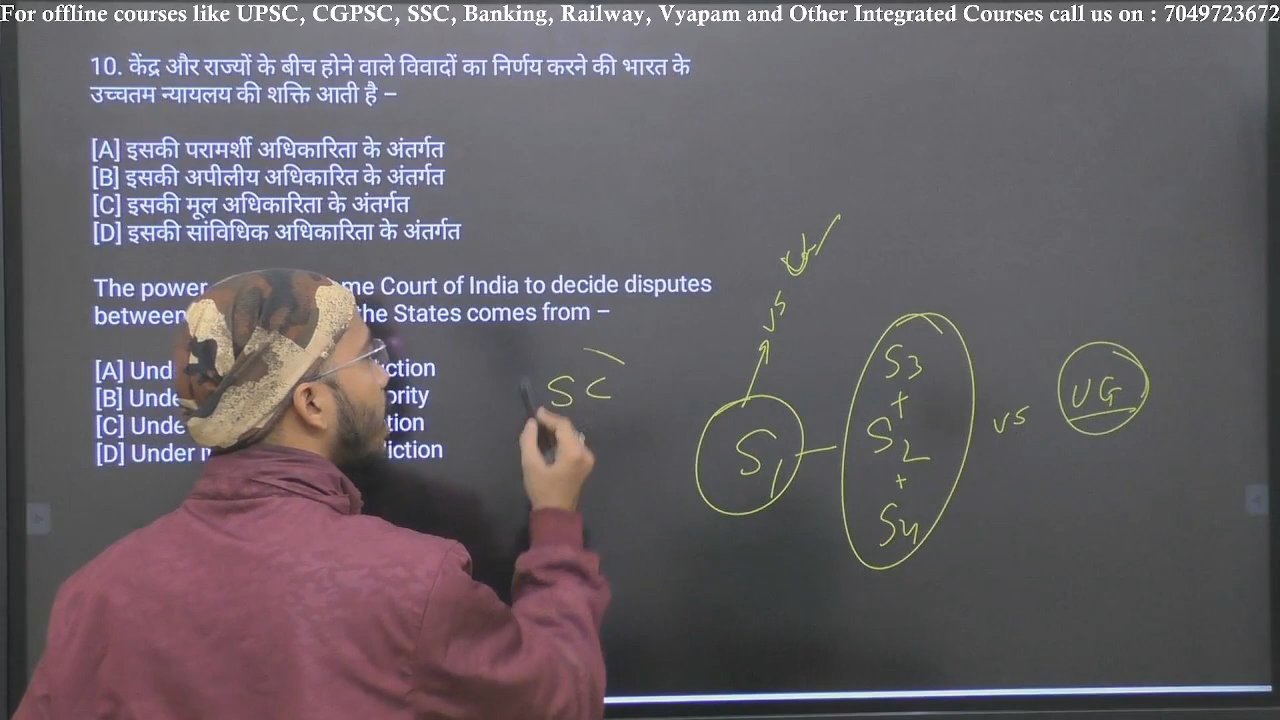 For offline courses like UPSC, CGPSC, SSC, Banking, Railway, Vyapam and Other Integrated Courses call us on : 7049723672
10. केंद्र और राज्यों के बीच होने वाले विवादों का निर्णय करने की भारत के
उच्चतम न्यायलय की शक्ति आती है –
[A] इसकी परामर्शी अधिकारिता के अंतर्गत
[B] इसकी अपीलीय अधिकारित के अंतर्गत
[C] इसकी मूल अधिकारिता के अंतर्गत
[D] इसकी सांविधिक अधिकारिता के अंतर्गत
The power me Court of India to decide disputes
between the States comes from –
[A] Und ction
[B] Unde ority
[C] Unde tion
[D] Under iction
SC
vs
S1
S3
+
S2
+
S4
vs
UG